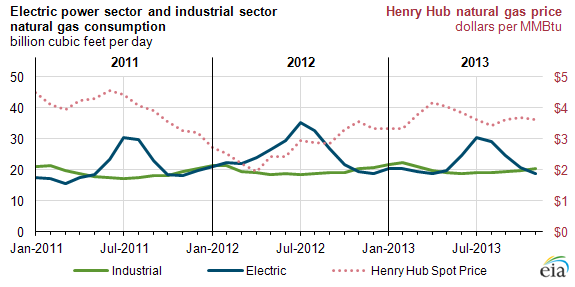 Electric power sector and industrial sector
natural gas consumption
billion cubic feet per day
Henry Hub natural gas price
dollars per MMBtu
2011 2012 2013
50 $5
40 $4
30 $3
20 $2
10 $1
0 $0
Jan-2011 Jul-2011 Jan-2012 Jul-2012 Jan-2013 Jul-2013
Industrial Electric Henry Hub Spot Price
eia